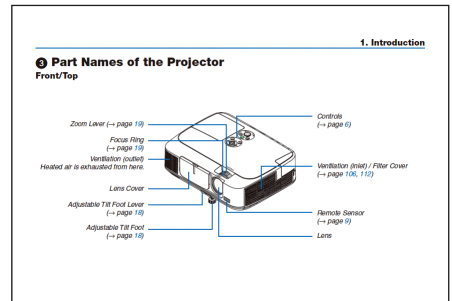 1. Introduction
❸ Part Names of the Projector
Front/Top
Zoom Lever (→ page 19)
Focus Ring
(→ page 19)
Ventilation (outlet)
Heated air is exhausted from here.
Lens Cover
Adjustable Tilt Foot Lever
(→ page 18)
Adjustable Tilt Foot
(→ page 18)
Controls
(→ page 6)
Ventilation (inlet) / Filter Cover
(→ page 106, 112)
Remote Sensor
(→ page 9)
Lens